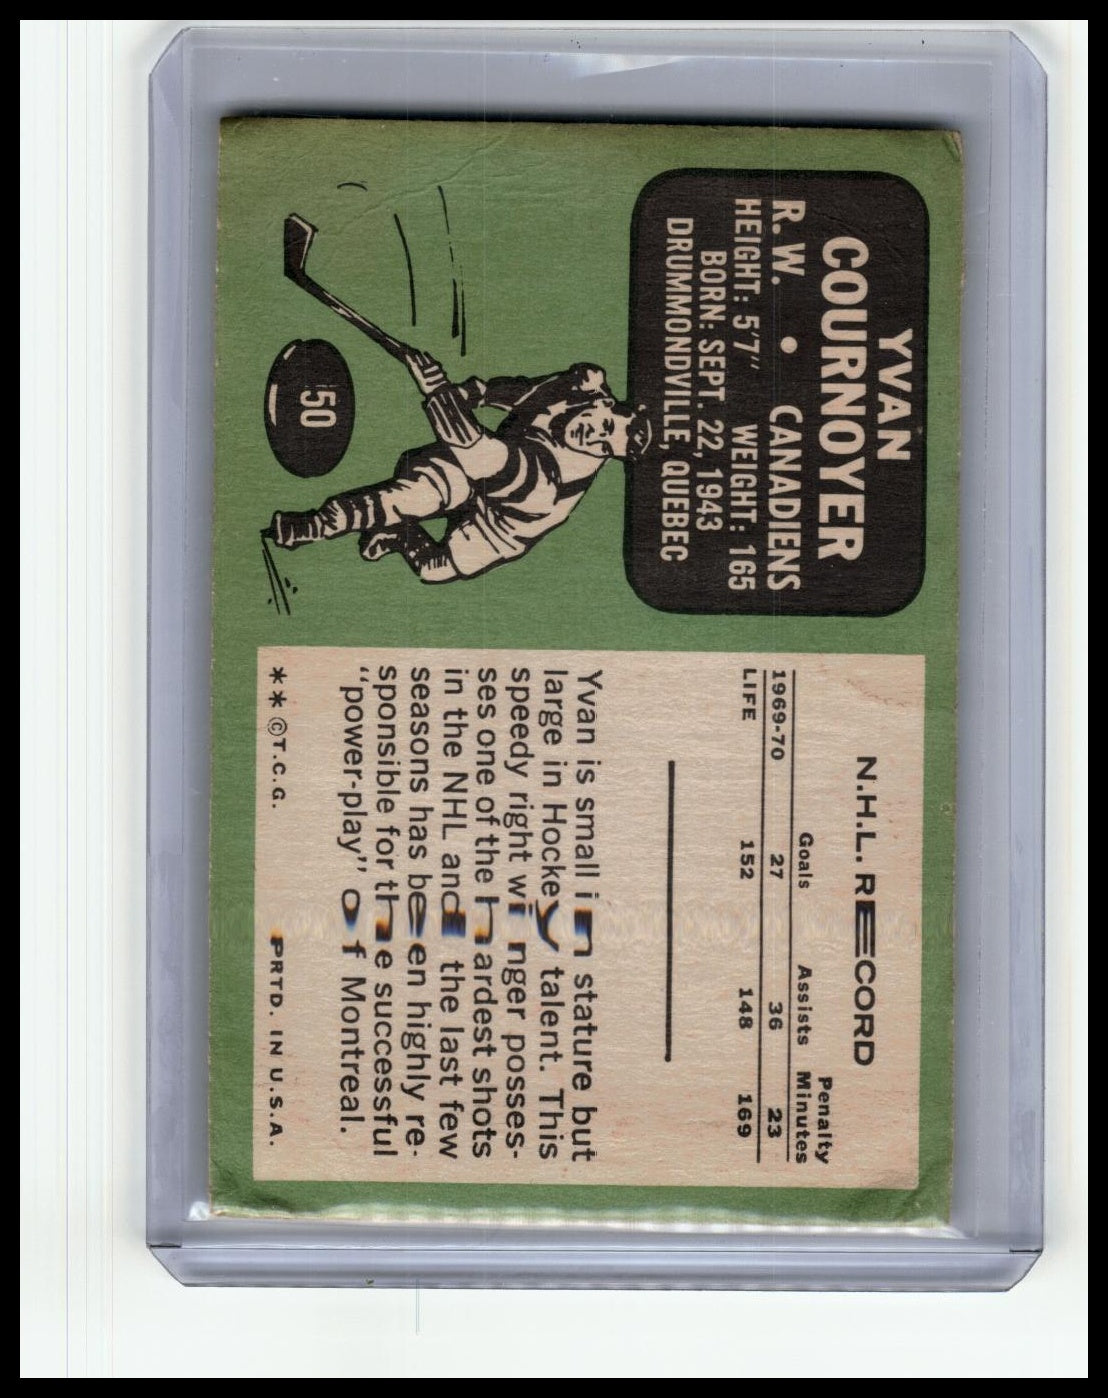 YVAN
COURNOYER
R. W. • CANADIENS
HEIGHT: 5'7" WEIGHT: 165
BORN: SEPT. 22, 1943
DRUMMONDVILLE, QUEBEC
50
N.H.L. RECORD
Goals Assists Penalty Minutes
1969-70 27 36 23
LIFE 152 148 169
Yvan is small in stature but
large in Hockey talent. This
speedy right winger posses-
ses one of the hardest shots
in the NHL and the last few
seasons has been highly re-
sponsible for the successful
"power-play" of Montreal.
**©T.C.G. PRTD. IN U.S.A.